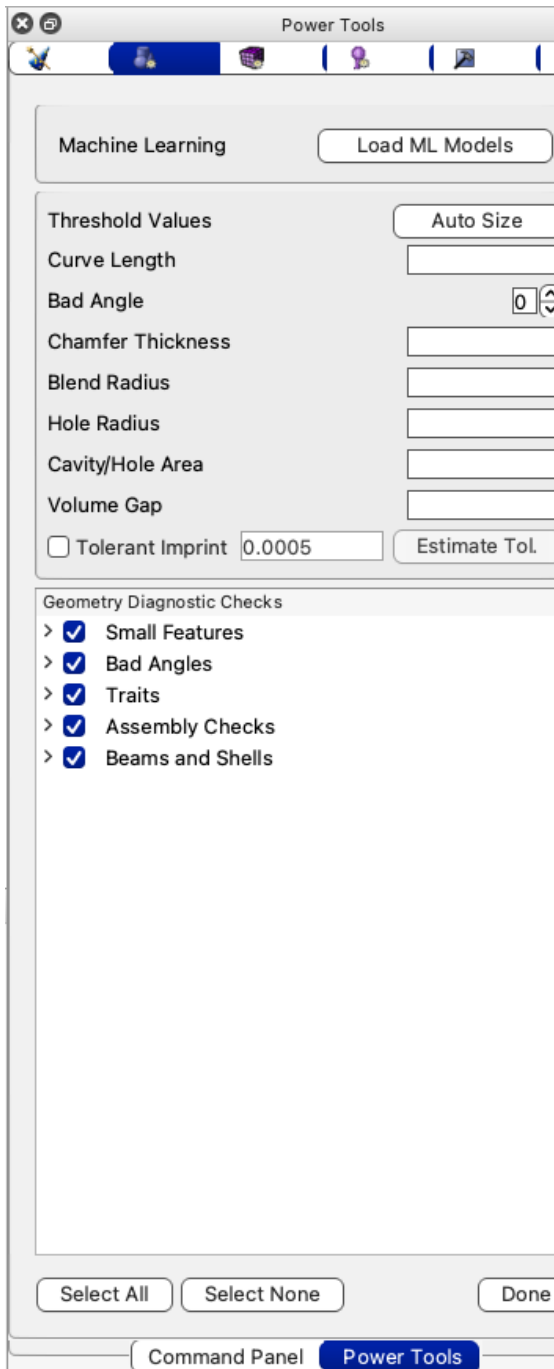 Power Tools
Machine Learning Load ML Models
Threshold Values Auto Size
Curve Length
Bad Angle 0
Chamfer Thickness
Blend Radius
Hole Radius
Cavity/Hole Area
Volume Gap
Tolerant Imprint 0.0005 Estimate Tol.
Geometry Diagnostic Checks
Small Features
Bad Angles
Traits
Assembly Checks
Beams and Shells
Select All Select None Done
Command Panel Power Tools